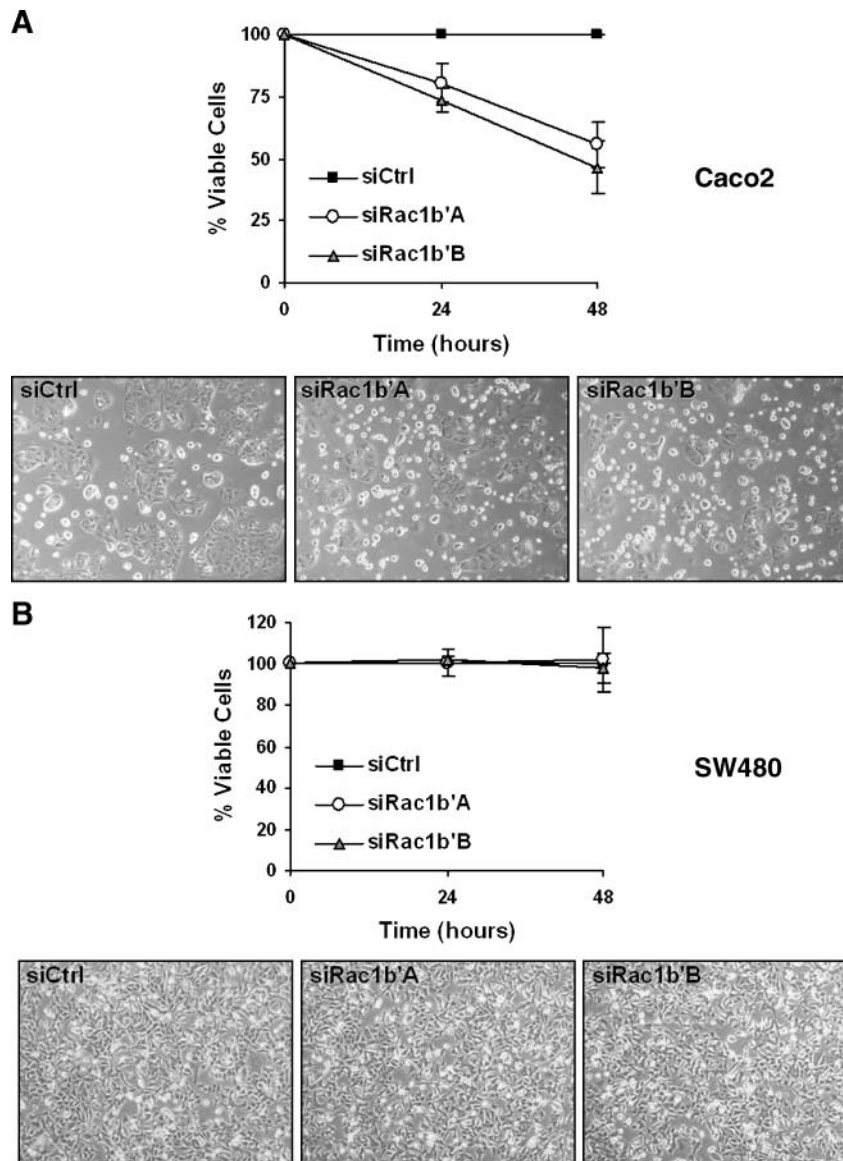 A
100
75
50
25
0
% Viable Cells
siCtrl
siRac1b'A
siRac1b'B
0 24 48
Time (hours)
Caco2
siCtrl siRac1b'A siRac1b'B
B
120
100
80
60
40
20
0
% Viable Cells
siCtrl
siRac1b'A
siRac1b'B
0 24 48
Time (hours)
SW480
siCtrl siRac1b'A siRac1b'B